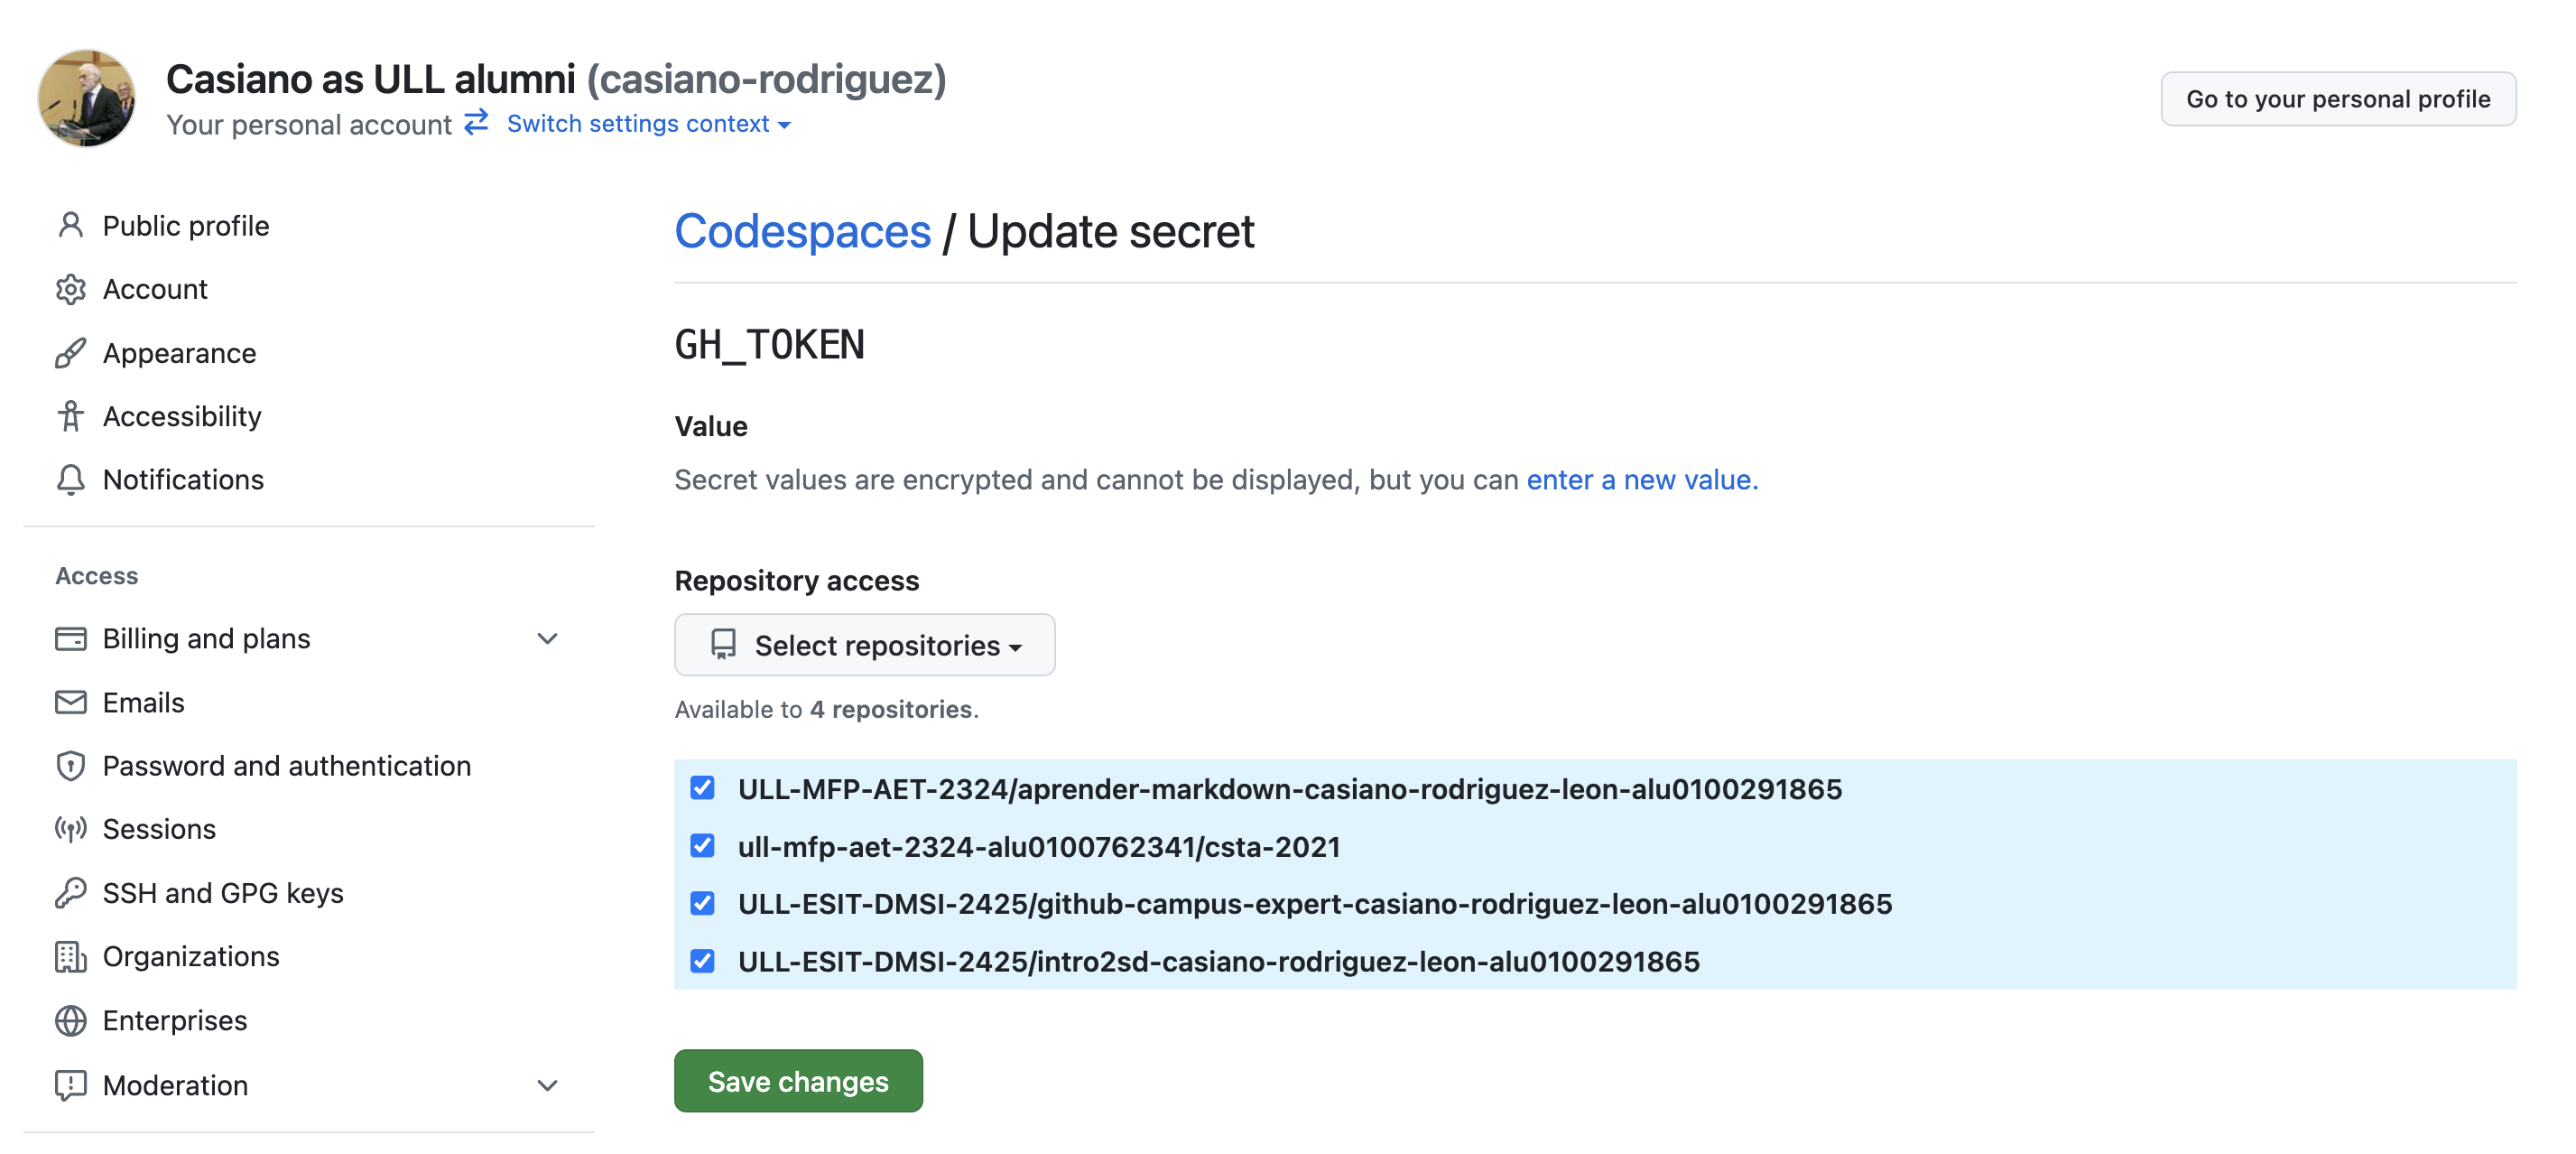 Casiano as ULL alumni (casiano-rodriguez)
Your personal account Switch settings context
Go to your personal profile
Public profile
Account
Appearance
Accessibility
Notifications
Access
Billing and plans
Emails
Password and authentication
Sessions
SSH and GPG keys
Organizations
Enterprises
Moderation
Codespaces / Update secret
GH_TOKEN
Value
Secret values are encrypted and cannot be displayed, but you can enter a new value.
Repository access
Select repositories
Available to 4 repositories.
ULL-MFP-AET-2324/aprender-markdown-casiano-rodriguez-leon-alu0100291865
ull-mfp-aet-2324-alu0100762341/csta-2021
ULL-ESIT-DMSI-2425/github-campus-expert-casiano-rodriguez-leon-alu0100291865
ULL-ESIT-DMSI-2425/intro2sd-casiano-rodriguez-leon-alu0100291865
Save changes